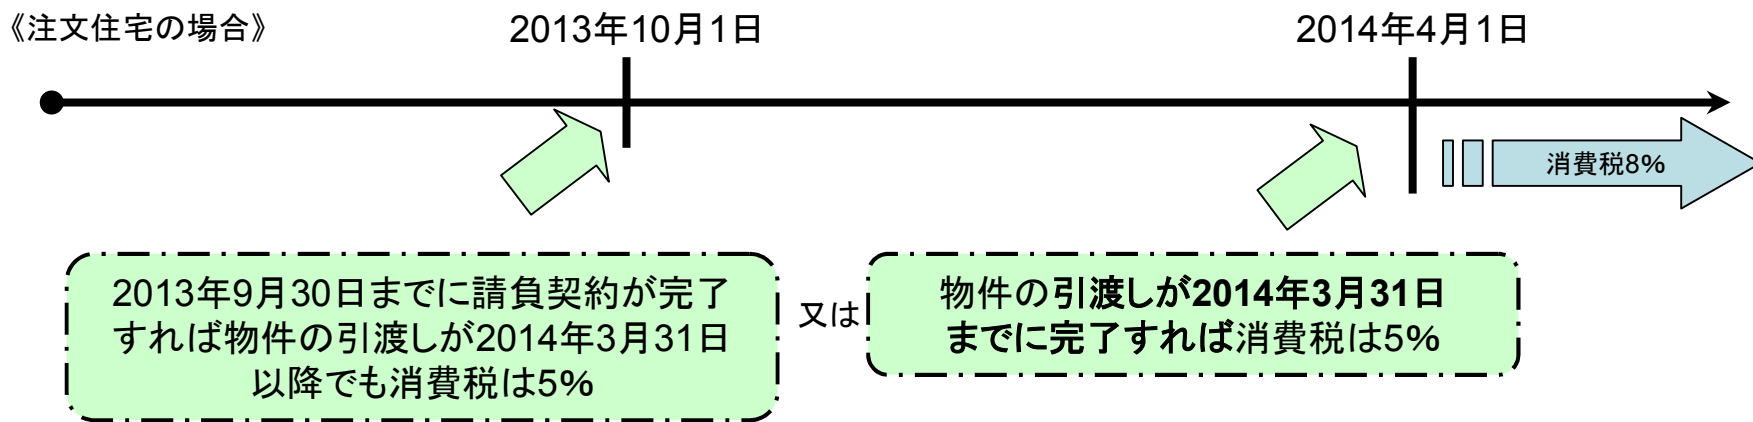 《注文住宅の場合》
2013年10月1日
2014年4月1日
消費税8%
2013年9月30日までに請負契約が完了
すれば物件の引渡しが2014年3月31日
以降でも消費税は5%
又は
物件の引渡しが2014年3月31日
までに完了すれば消費税は5%